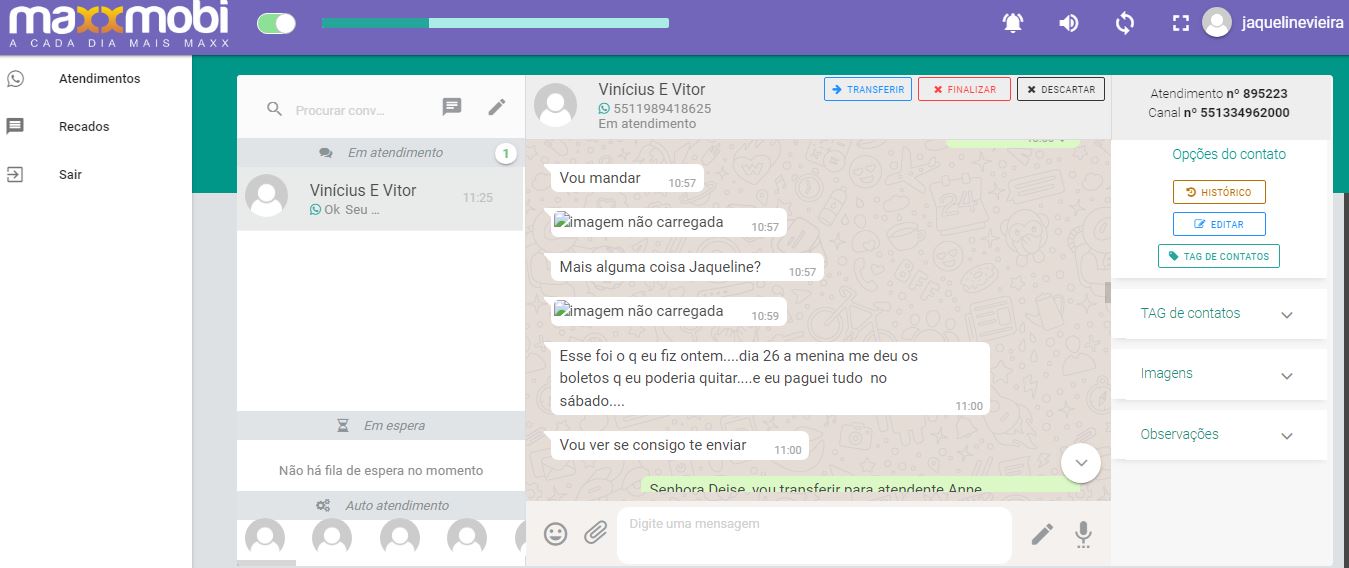 maxxmobi
A CADA DIA MAIS MAXX
jaquelinevieira
Atendimentos
Recados
Sair
Procurar conv...
Em atendimento
1
Vinícius E Vitor
11:25
Ok Seu ...
Em espera
Não há fila de espera no momento
Auto atendimento
Vinícius E Vitor
5511989418625
Em atendimento
TRANSFERIR
FINALIZAR
DESCARTAR
Vou mandar 10:57
imagem não carregada 10:57
Mais alguma coisa Jaqueline? 10:57
imagem não carregada 10:59
Esse foi o q eu fiz ontem....dia 26 a menina me deu os
boletos q eu poderia quitar....e eu paguei tudo no
sábado....
11:00
Vou ver se consigo te enviar 11:00
Senhora Deise, vou transferir para atendente Anne
Digite uma mensagem
Atendimento nº 895223
Canal nº 551334962000
Opções do contato
HISTÓRICO
EDITAR
TAG DE CONTATOS
TAG de contatos
Imagens
Observações